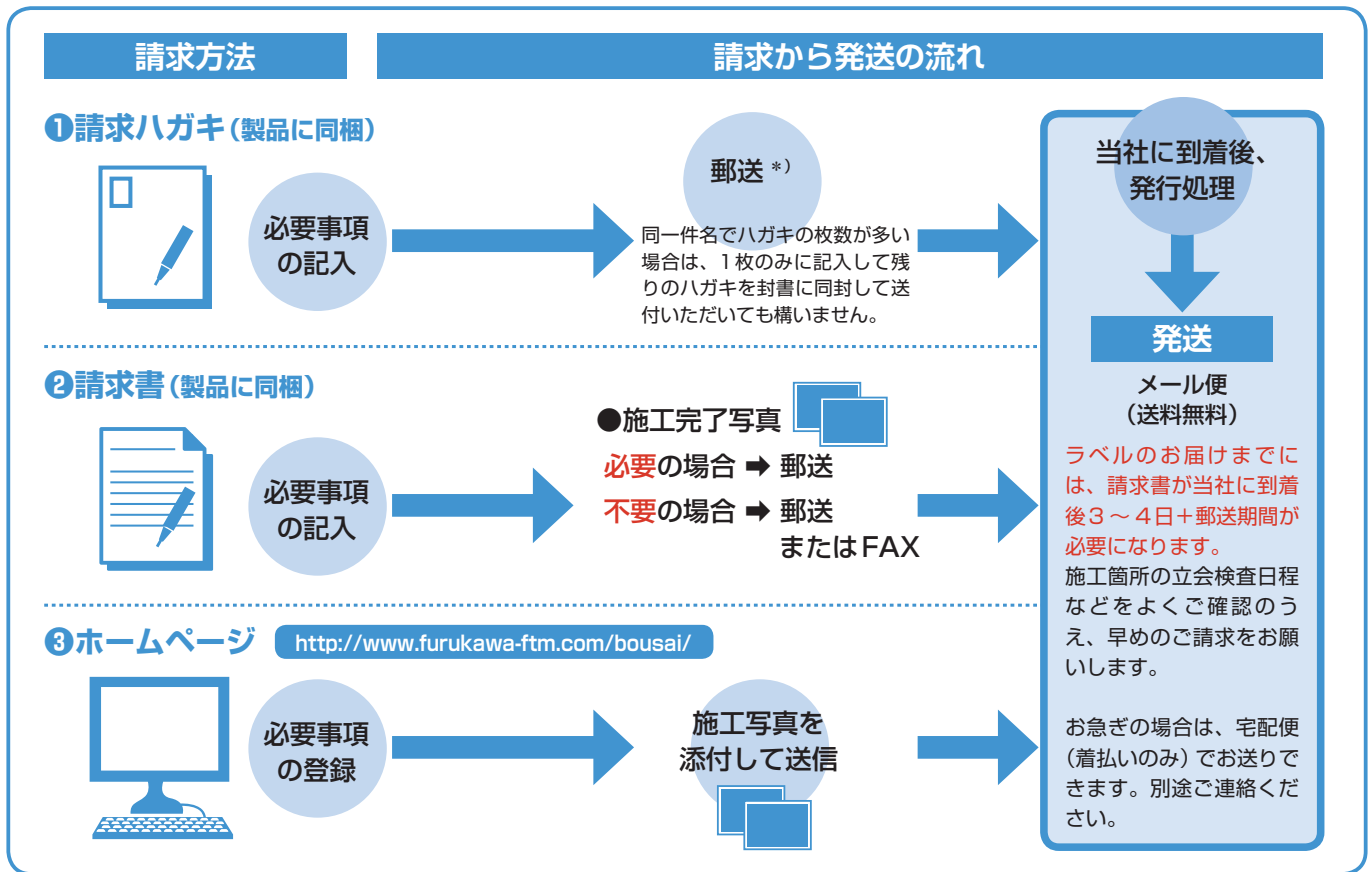 請求方法
請求から発送の流れ
❶請求ハガキ(製品に同梱)
必要事項
の記入
郵送 *)
同一件名でハガキの枚数が多い
場合は、1枚のみに記入して残
りのハガキを封書に同封して送
付いただいても構いません。
❷請求書(製品に同梱)
必要事項
の記入
●施工完了写真
必要の場合 ➡ 郵送
不要の場合 ➡ 郵送
またはFAX
❸ホームページ http://www.furukawa-ftm.com/bousai/
必要事項
の登録
施工写真を
添付して送信
当社に到着後、
発行処理
発送
メール便
(送料無料)
ラベルのお届けまでに
は、請求書が当社に到着
後3～4日+郵送期間が
必要になります。
施工箇所の立会検査日程
などをよくご確認のう
え、早めのご請求をお願
いします。
お急ぎの場合は、宅配便
(着払いのみ)でお送りで
きます。別途ご連絡くだ
さい。